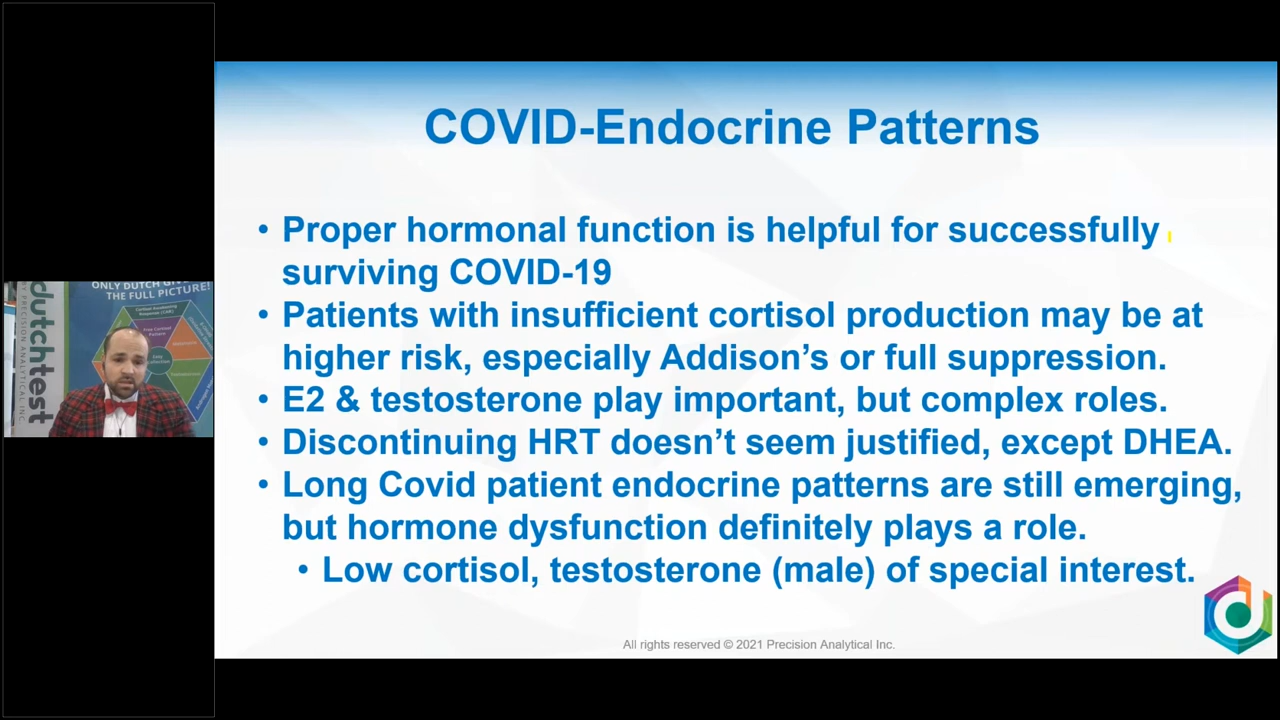 COVID-Endocrine Patterns
• Proper hormonal function is helpful for successfully
surviving COVID-19
• Patients with insufficient cortisol production may be at
higher risk, especially Addison's or full suppression.
• E2 & testosterone play important, but complex roles.
• Discontinuing HRT doesn't seem justified, except DHEA.
• Long Covid patient endocrine patterns are still emerging,
but hormone dysfunction definitely plays a role.
• Low cortisol, testosterone (male) of special interest.
All rights reserved © 2021 Precision Analytical Inc.
d
dutchtest
BY PRECISION ANALYTICAL INC.
ONLY DUTCH
THE FULL PICTURE!